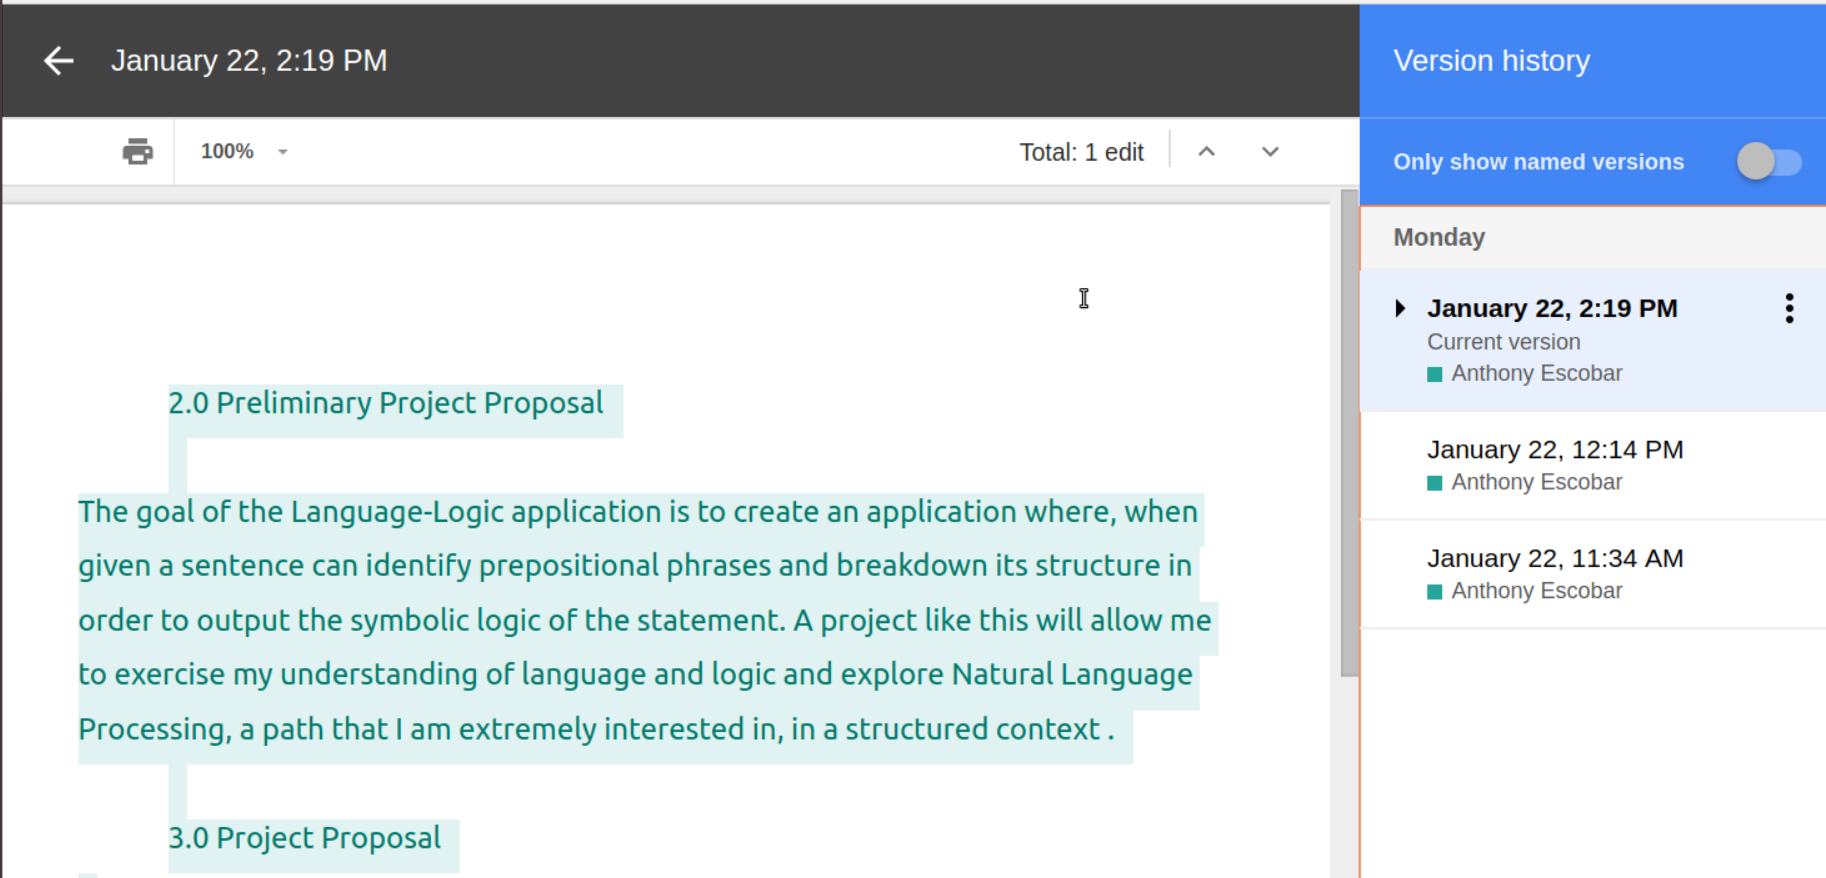 January 22, 2:19 PM
Version history
100%
Total: 1 edit
Only show named versions
Monday
January 22, 2:19 PM
Current version
Anthony Escobar
January 22, 12:14 PM
Anthony Escobar
January 22, 11:34 AM
Anthony Escobar
2.0 Preliminary Project Proposal
The goal of the Language-Logic application is to create an application where, when
given a sentence can identify prepositional phrases and breakdown its structure in
order to output the symbolic logic of the statement. A project like this will allow me
to exercise my understanding of language and logic and explore Natural Language
Processing, a path that I am extremely interested in, in a structured context .
3.0 Project Proposal